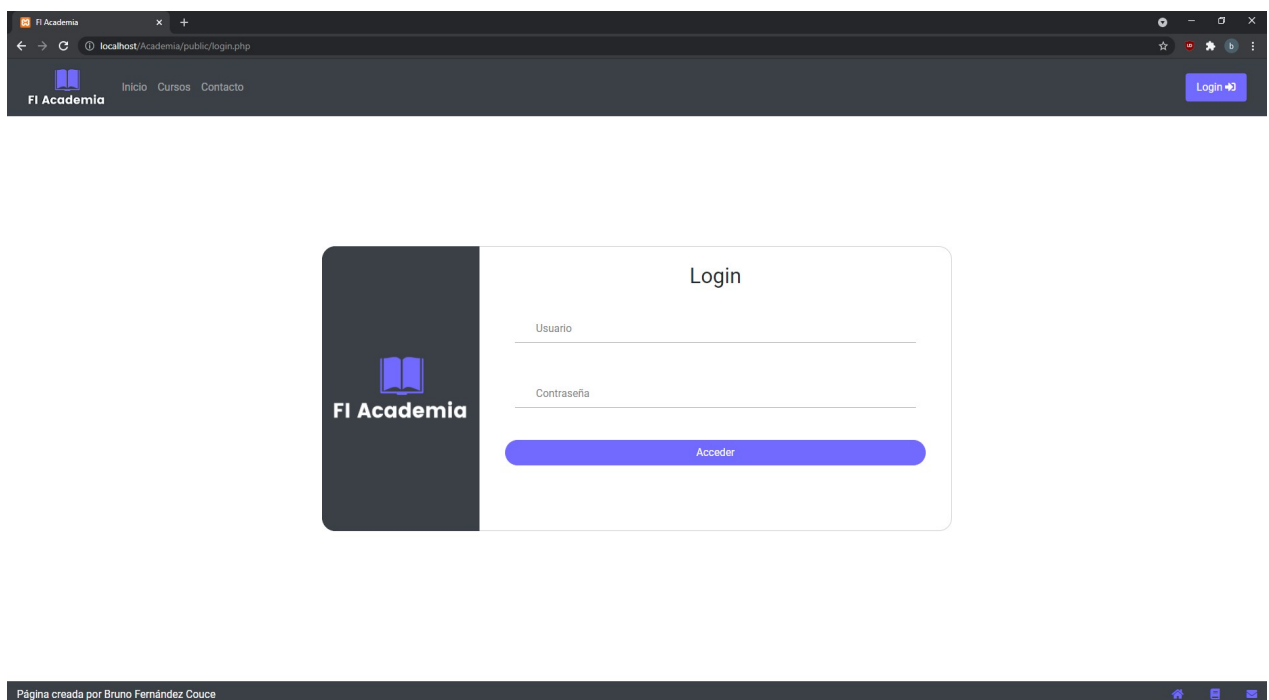 FI Academia
localhost/Academia/public/login.php
b
FI Academia
Inicio Cursos Contacto
Login
Login
Usuario
Contraseña
FI Academia
Acceder
Página creada por Bruno Fernández Couce